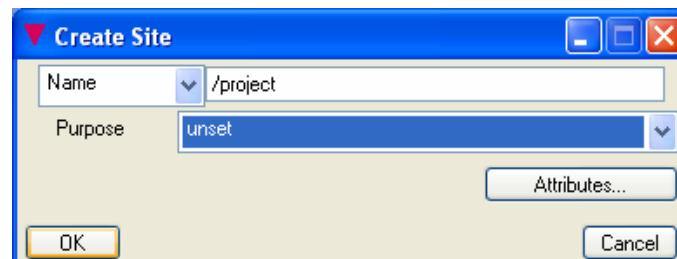 Create Site
Name /project
Purpose unset
Attributes...
OK Cancel